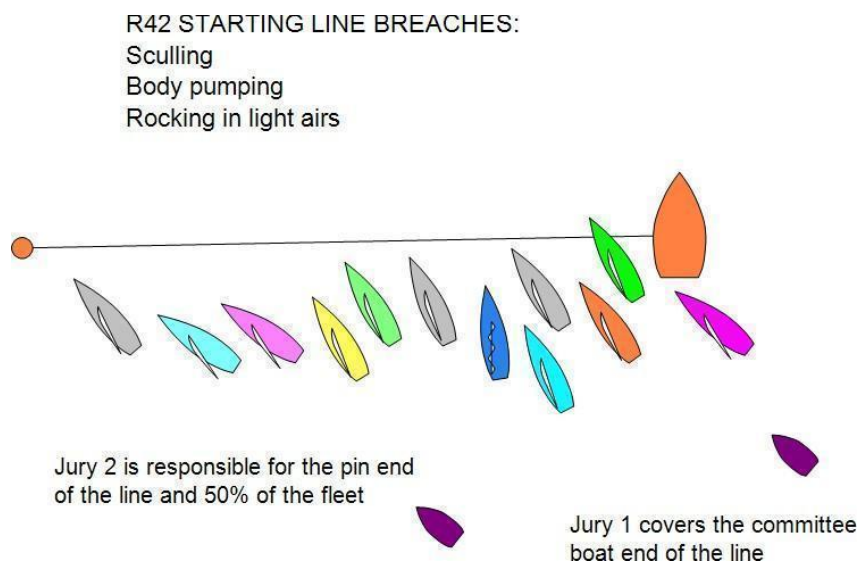 R42 STARTING LINE BREACHES:
Sculling
Body pumping
Rocking in light airs
Jury 2 is responsible for the pin end
of the line and 50% of the fleet
Jury 1 covers the committee
boat end of the line